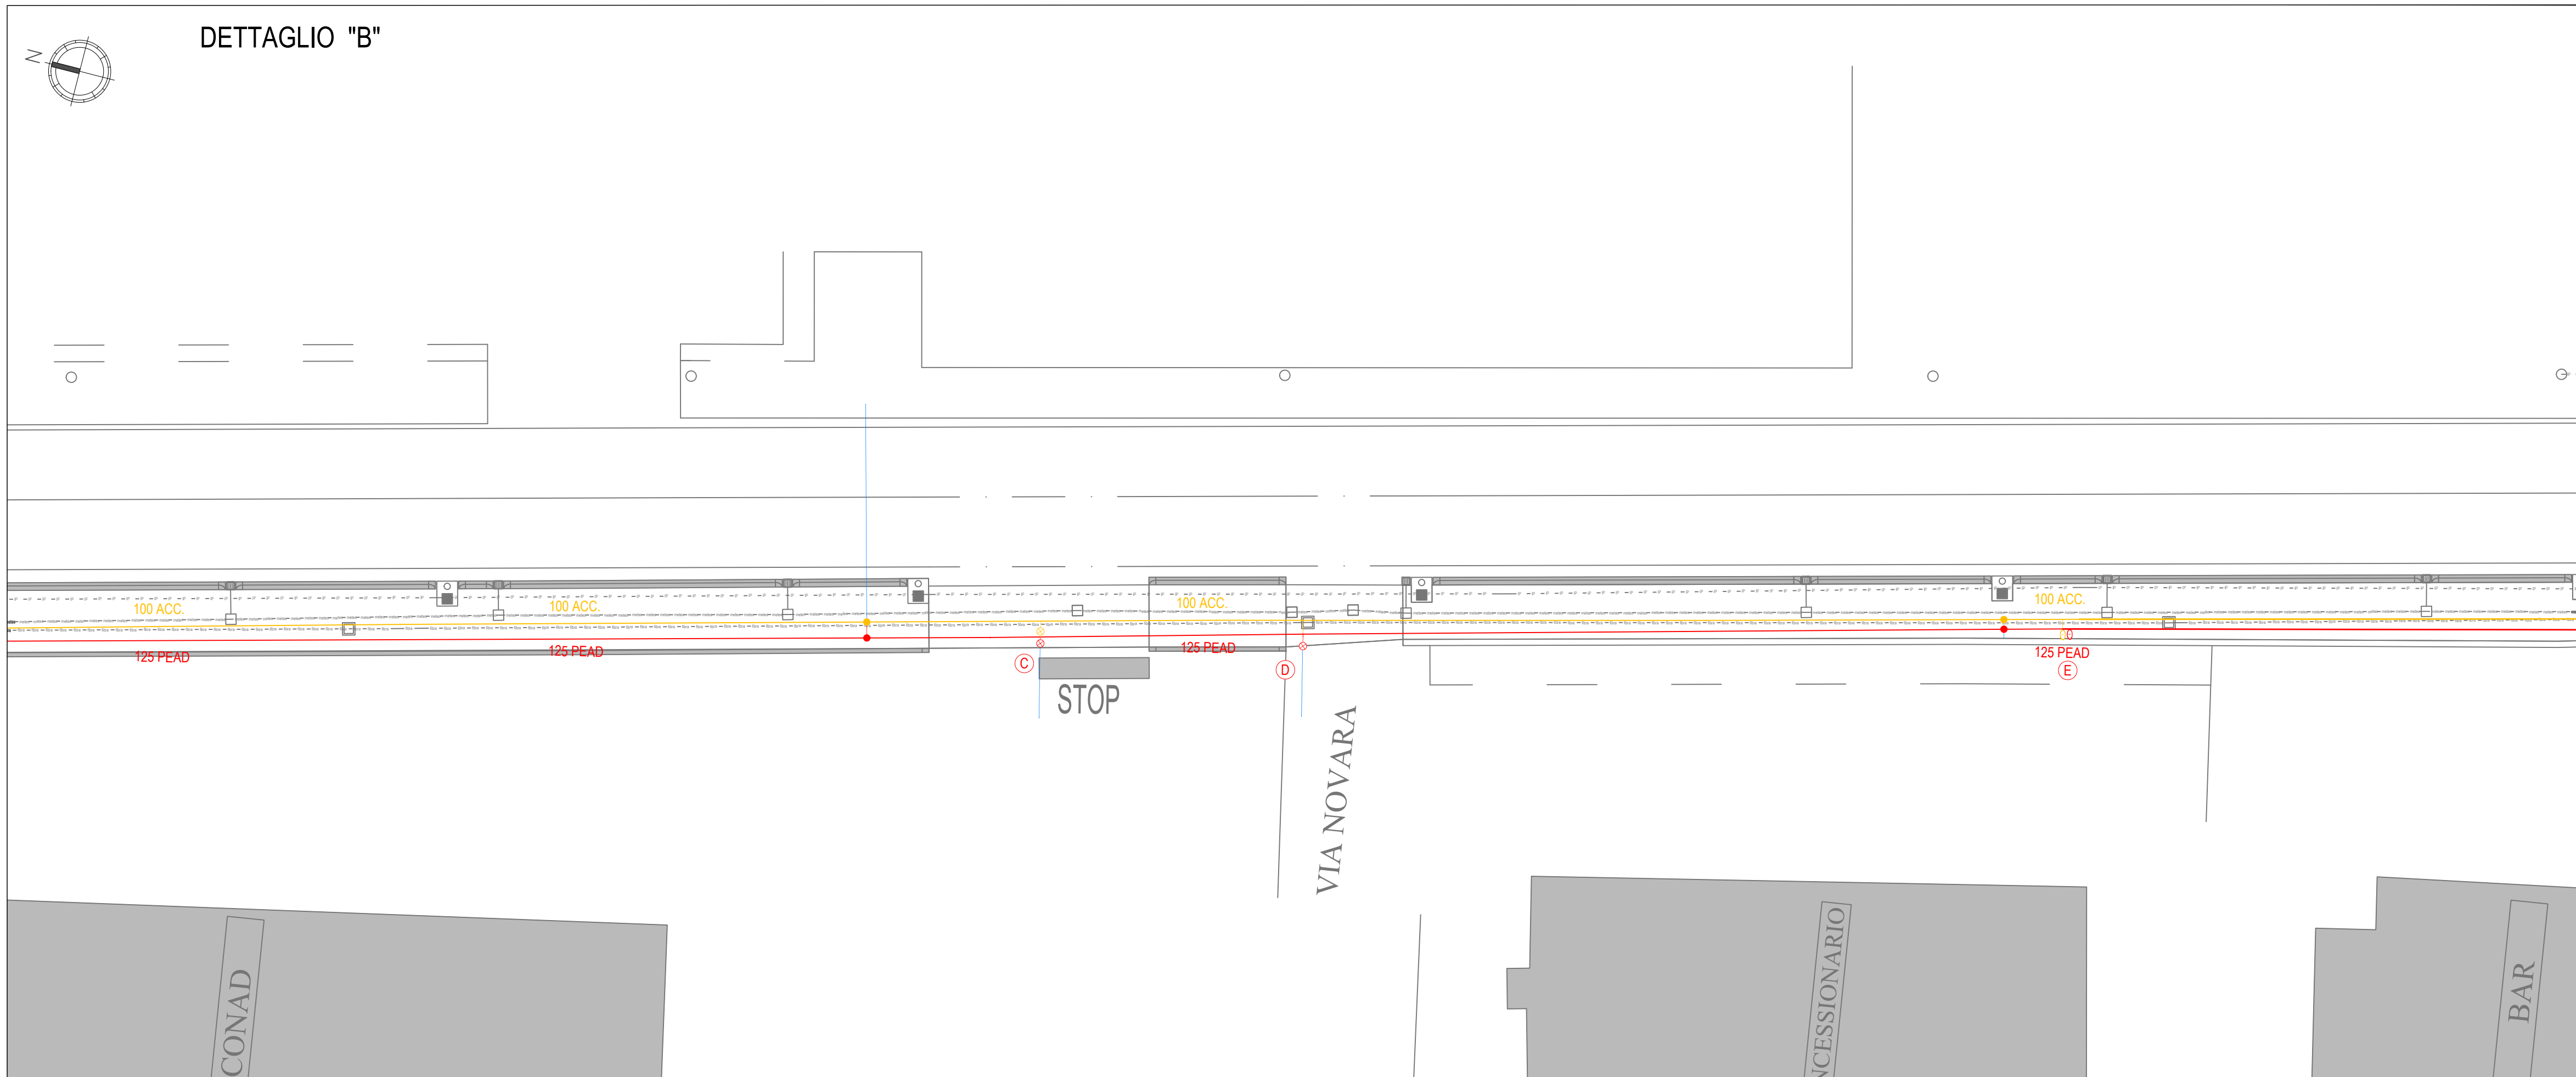 DETTAGLIO "B"
N
100 ACC.
100 ACC.
100 ACC.
100 ACC.
125 PEAD
125 PEAD
125 PEAD
125 PEAD
C
D
E
STOP
VIA NOVARA
CONAD
BAR